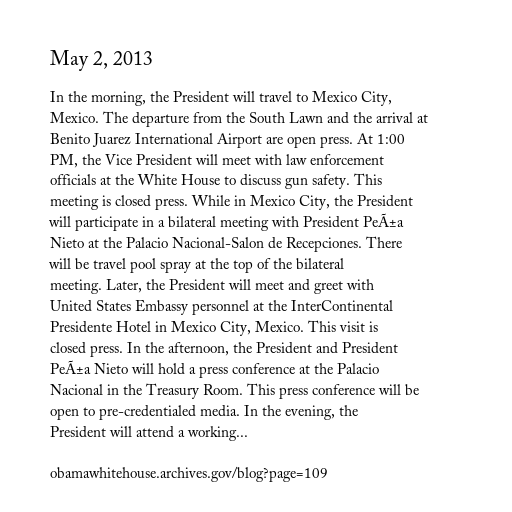 May 2, 2013
In the morning, the President will travel to Mexico City,
Mexico. The departure from the South Lawn and the arrival at
Benito Juarez International Airport are open press. At 1:00
PM, the Vice President will meet with law enforcement
officials at the White House to discuss gun safety. This
meeting is closed press. While in Mexico City, the President
will participate in a bilateral meeting with President PeÃ±a
Nieto at the Palacio Nacional-Salon de Recepciones. There
will be travel pool spray at the top of the bilateral
meeting. Later, the President will meet and greet with
United States Embassy personnel at the InterContinental
Presidente Hotel in Mexico City, Mexico. This visit is
closed press. In the afternoon, the President and President
PeÃ±a Nieto will hold a press conference at the Palacio
Nacional in the Treasury Room. This press conference will be
open to pre-credentialed media. In the evening, the
President will attend a working...
obamawhitehouse.archives.gov/blog?page=109